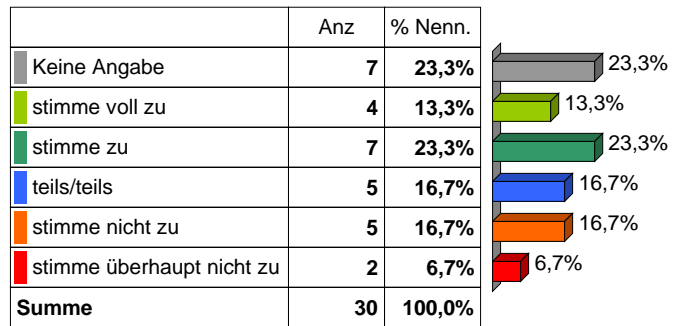 Anz % Nenn.
Keine Angabe 7 23,3% 23,3%
stimme voll zu 4 13,3% 13,3%
stimme zu 7 23,3% 23,3%
teils/teils 5 16,7% 16,7%
stimme nicht zu 5 16,7% 16,7%
stimme überhaupt nicht zu 2 6,7% 6,7%
Summe 30 100,0%